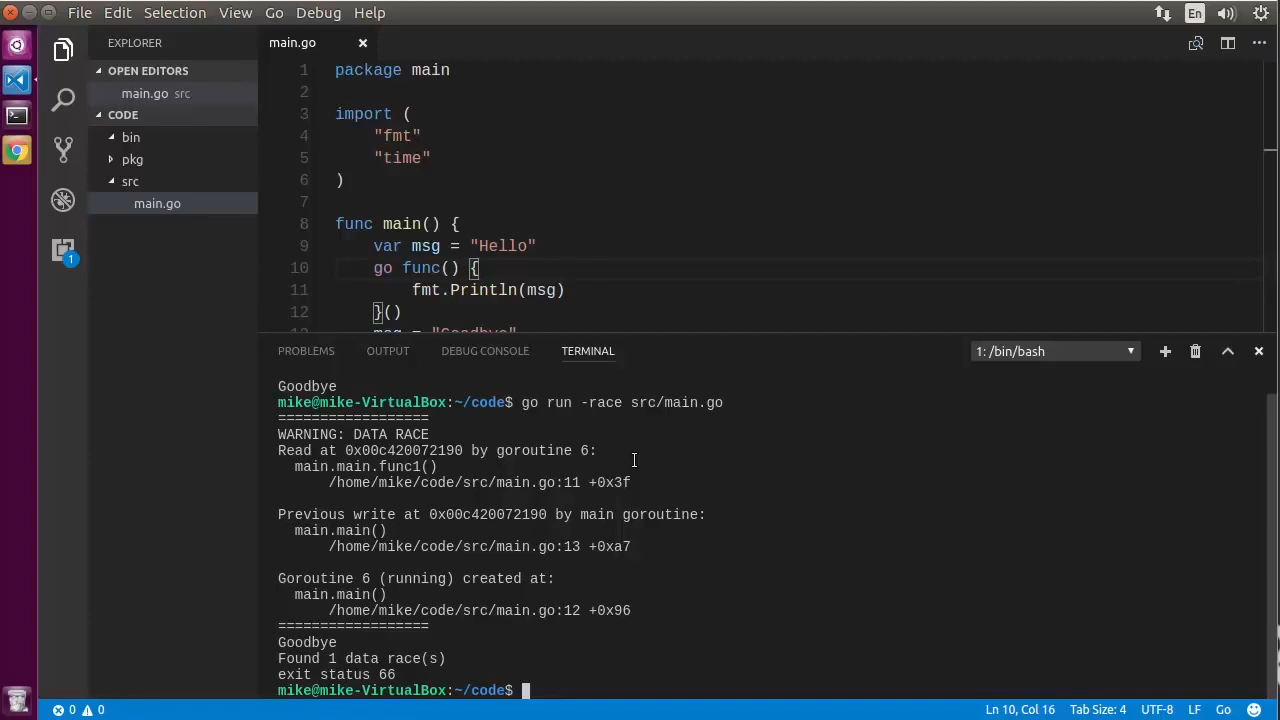 File Edit Selection View Go Debug Help
En
EXPLORER
OPEN EDITORS
main.go src
CODE
bin
pkg
src
main.go
1
main.go
1 package main
2
3 import (
4 "fmt"
5 "time"
6 )
7
8 func main() {
9 var msg = "Hello"
10 go func() {
11 fmt.Println(msg)
12 }()
13 msg = "Goodbye"
PROBLEMS OUTPUT DEBUG CONSOLE TERMINAL
1: /bin/bash
Goodbye
mike@mike-VirtualBox:~/code$ go run -race src/main.go
==================
WARNING: DATA RACE
Read at 0x00c420072190 by goroutine 6:
main.main.func1()
/home/mike/code/src/main.go:11 +0x3f
Previous write at 0x00c420072190 by main goroutine:
main.main()
/home/mike/code/src/main.go:13 +0xa7
Goroutine 6 (running) created at:
main.main()
/home/mike/code/src/main.go:12 +0x96
==================
Goodbye
Found 1 data race(s)
exit status 66
mike@mike-VirtualBox:~/code$
0 0
Ln 10, Col 16 Tab Size: 4 UTF-8 LF Go